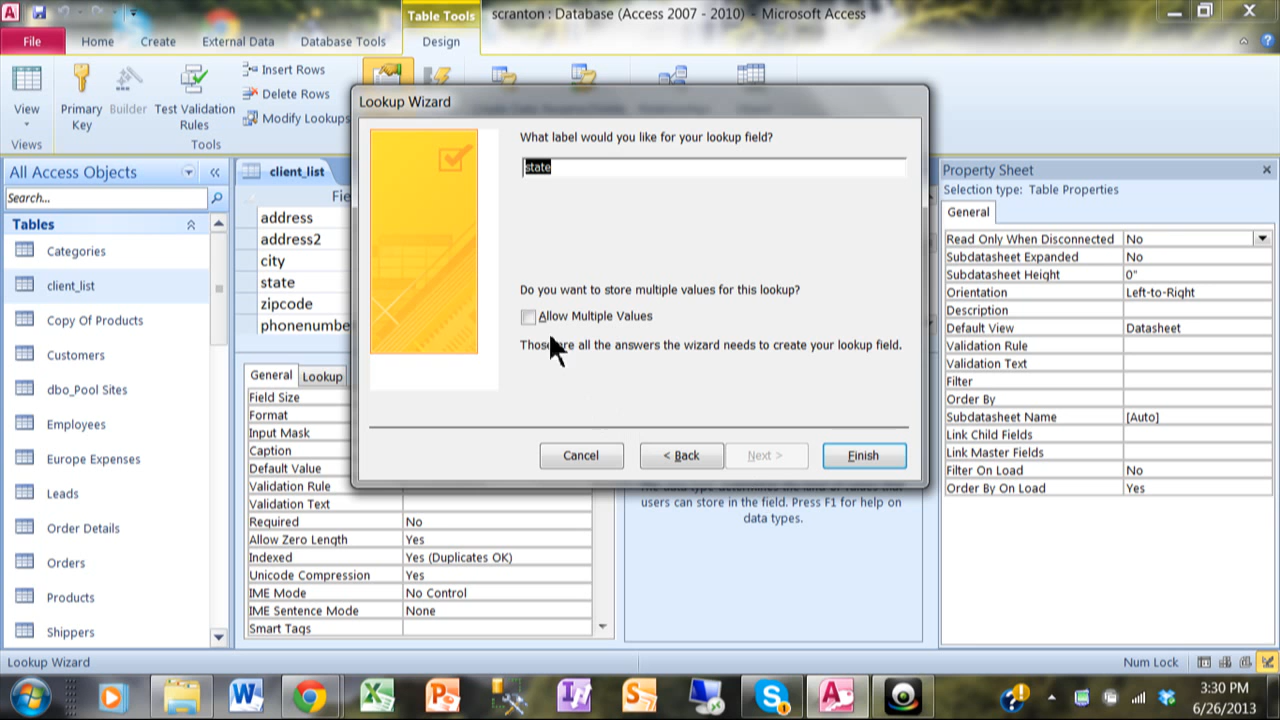 Table Tools
scranton : Database (Access 2007 - 2010) - Microsoft Access
File
Home
Create
External Data
Database Tools
Design
View
Primary Key
Builder
Test Validation Rules
Insert Rows
Delete Rows
Modify Lookups
Views
Tools
Lookup Wizard
What label would you like for your lookup field?
state
Do you want to store multiple values for this lookup?
Allow Multiple Values
Those are all the answers the wizard needs to create your lookup field.
Cancel
< Back
Next >
Finish
All Access Objects
Search...
Tables
Categories
client_list
Copy Of Products
Customers
dbo_Pool Sites
Employees
Europe Expenses
Leads
Order Details
Orders
Products
Shippers
client_list
Fie
address
address2
city
state
zipcode
phonenumbe
General
Lookup
Field Size
Format
Input Mask
Caption
Default Value
Validation Rule
Validation Text
Required No
Allow Zero Length Yes
Indexed Yes (Duplicates OK)
Unicode Compression Yes
IME Mode No Control
IME Sentence Mode None
Smart Tags
users can store in the field. Press F1 for help on
data types.
Property Sheet
Selection type: Table Properties
General
Read Only When Disconnected No
Subdatasheet Expanded No
Subdatasheet Height 0"
Orientation Left-to-Right
Description
Default View Datasheet
Validation Rule
Validation Text
Filter
Order By
Subdatasheet Name [Auto]
Link Child Fields
Link Master Fields
Filter On Load No
Order By On Load Yes
Lookup Wizard
Num Lock
3:30 PM
6/26/2013